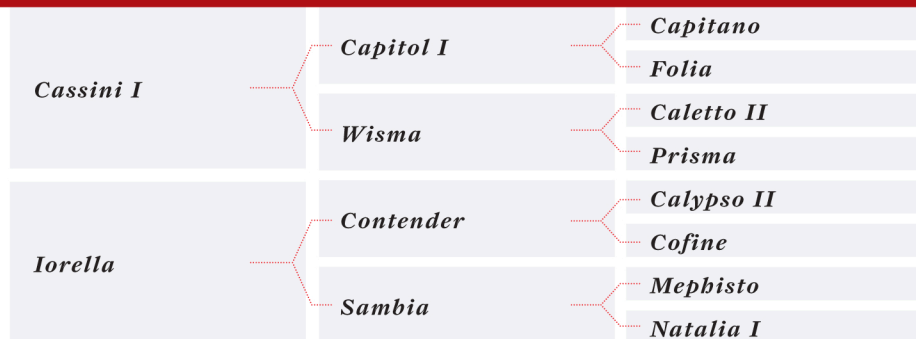 Cassini I
Capitol I
Capitano
Folia
Wisma
Caletto II
Prisma
Iorella
Contender
Calypso II
Cofine
Sambia
Mephisto
Natalia I